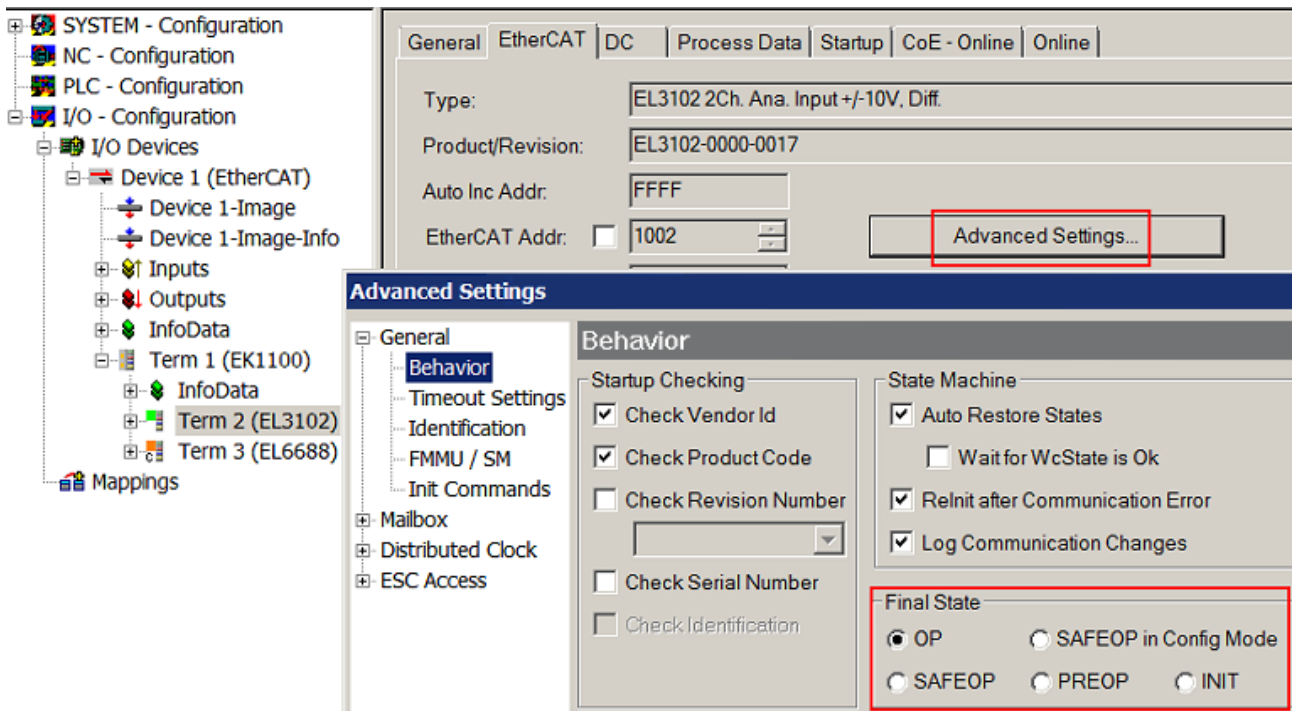 SYSTEM - Configuration
NC - Configuration
PLC - Configuration
I/O - Configuration
I/O Devices
Device 1 (EtherCAT)
Device 1-Image
Device 1-Image-Info
Inputs
Outputs
InfoData
Term 1 (EK1100)
InfoData
Term 2 (EL3102)
Term 3 (EL6688)
Mappings
General EtherCAT DC Process Data Startup CoE - Online Online
Type: EL3102 2Ch. Ana. Input +/-10V, Diff.
Product/Revision: EL3102-0000-0017
Auto Inc Addr: FFFF
EtherCAT Addr: 1002 Advanced Settings...
Advanced Settings
General
Behavior
Timeout Settings
Identification
FMMU / SM
Init Commands
Mailbox
Distributed Clock
ESC Access
Behavior
Startup Checking
Check Vendor Id
Check Product Code
Check Revision Number
Check Serial Number
Check Identification
State Machine
Auto Restore States
Wait for WcState is Ok
ReInit after Communication Error
Log Communication Changes
Final State
OP SAFEOP in Config Mode
SAFEOP PREOP INIT